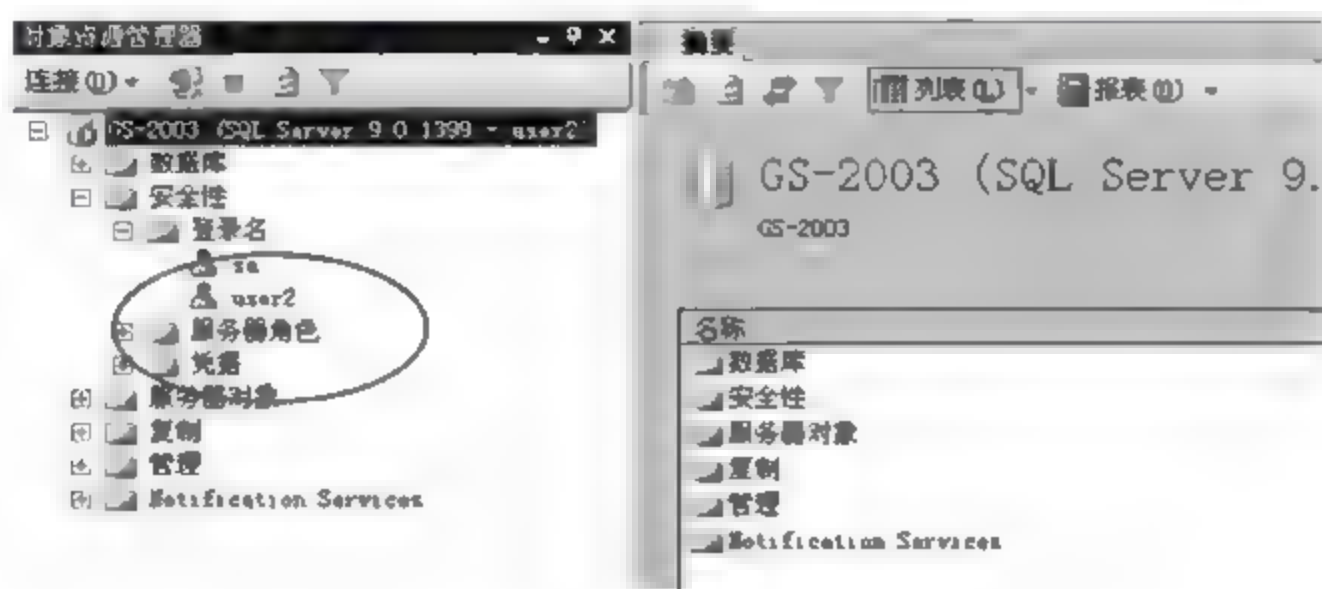 对象资源管理器
连接(O)
GS-2003 (SQL Server 9.0.1399 - user2)
数据库
安全性
登录名
sa
user2
服务器角色
凭据
服务器对象
复制
管理
Notification Services
摘要
列表(L)
报表(O)
GS-2003 (SQL Server 9.
GS-2003
名称
数据库
安全性
服务器对象
复制
管理
Notification Services